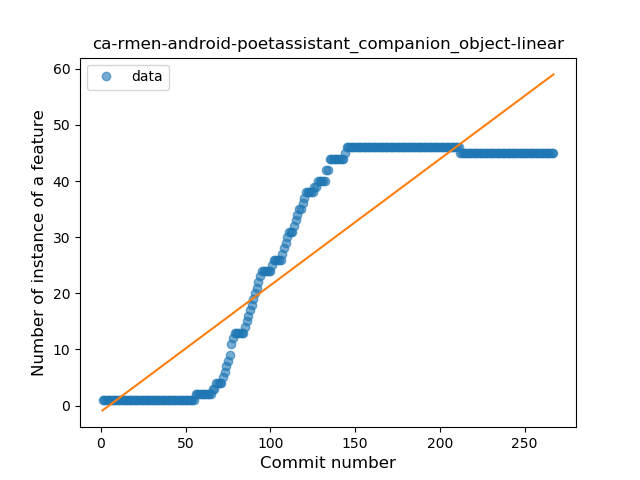 ca-rmen-android-poetassistant_companion_object-linear
data
Number of instance of a feature
60
50
40
30
20
10
0
0 50 100 150 200 250
Commit number